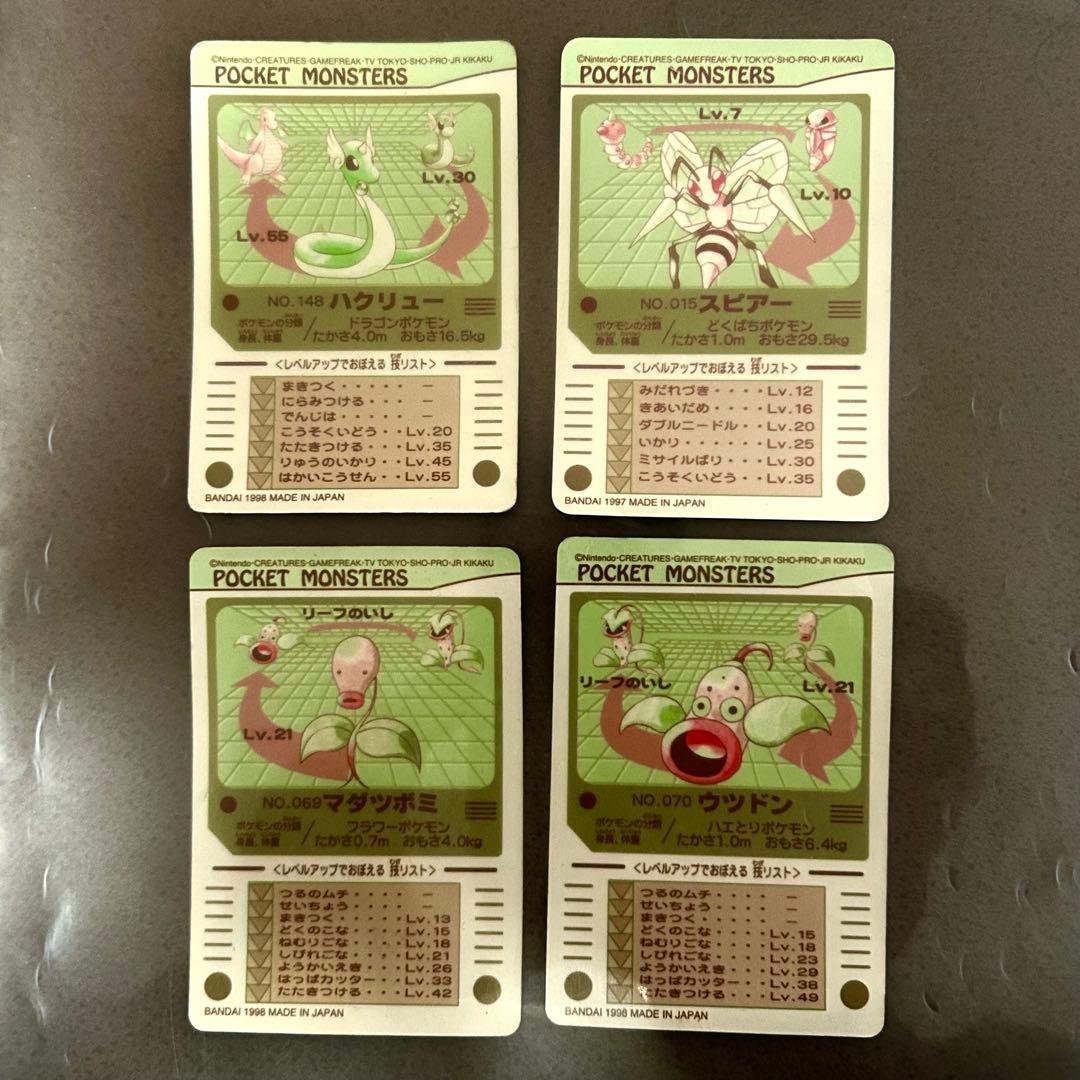 ©Nintendo·CREATURES·GAMEFREAK·TV TOKYO·SHO-PRO·JR KIKAKU
POCKET MONSTERS
Lv.30
Lv.55
NO.148 ハクリュー
ポケモンの分類 / ドラゴンポケモン
身長、体重 たかさ4.0m おもさ16.5kg
<レベルアップでおぼえる 技リスト>
まきつく・・・・・ー
にらみつける・・・ー
でんじは・・・・・ー
こうそくいどう・・Lv.20
たたきつける・・・Lv.35
りゅうのいかり・・Lv.45
はかいこうせん・・Lv.55
BANDAI 1998 MADE IN JAPAN
©Nintendo·CREATURES·GAMEFREAK·TV TOKYO·SHO-PRO·JR KIKAKU
POCKET MONSTERS
Lv.7
Lv.10
NO.015 スピアー
ポケモンの分類 / どくばちポケモン
身長、体重 たかさ1.0m おもさ29.5kg
<レベルアップでおぼえる 技リスト>
みだれづき・・・・Lv.12
きあいだめ・・・・Lv.16
ダブルニードル・・Lv.20
いかり・・・・・・Lv.25
ミサイルばり・・・Lv.30
こうそくいどう・・Lv.35
BANDAI 1997 MADE IN JAPAN
©Nintendo·CREATURES·GAMEFREAK·TV TOKYO·SHO-PRO·JR KIKAKU
POCKET MONSTERS
リーフのいし
Lv.21
NO.069 マダツボミ
ポケモンの分類 / フラワーポケモン
身長、体重 たかさ0.7m おもさ4.0kg
<レベルアップでおぼえる 技リスト>
つるのムチ・・・・ー
せいちょう・・・・ー
まきつく・・・・・Lv.13
どくのこな・・・・Lv.15
ねむりごな・・・・Lv.18
しびれごな・・・・Lv.21
ようかいえき・・・Lv.26
はっぱカッター・・Lv.33
たたきつける・・・Lv.42
BANDAI 1998 MADE IN JAPAN
©Nintendo·CREATURES·GAMEFREAK·TV TOKYO·SHO-PRO·JR KIKAKU
POCKET MONSTERS
リーフのいし
Lv.21
NO.070 ウツドン
ポケモンの分類 / ハエとりポケモン
身長、体重 たかさ1.0m おもさ6.4kg
<レベルアップでおぼえる 技リスト>
つるのムチ・・・・ー
せいちょう・・・・ー
まきつく・・・・・ー
どくのこな・・・・Lv.15
ねむりごな・・・・Lv.18
しびれごな・・・・Lv.23
ようかいえき・・・Lv.29
はっぱカッター・・Lv.38
たたきつける・・・Lv.49
BANDAI 1998 MADE IN JAPAN